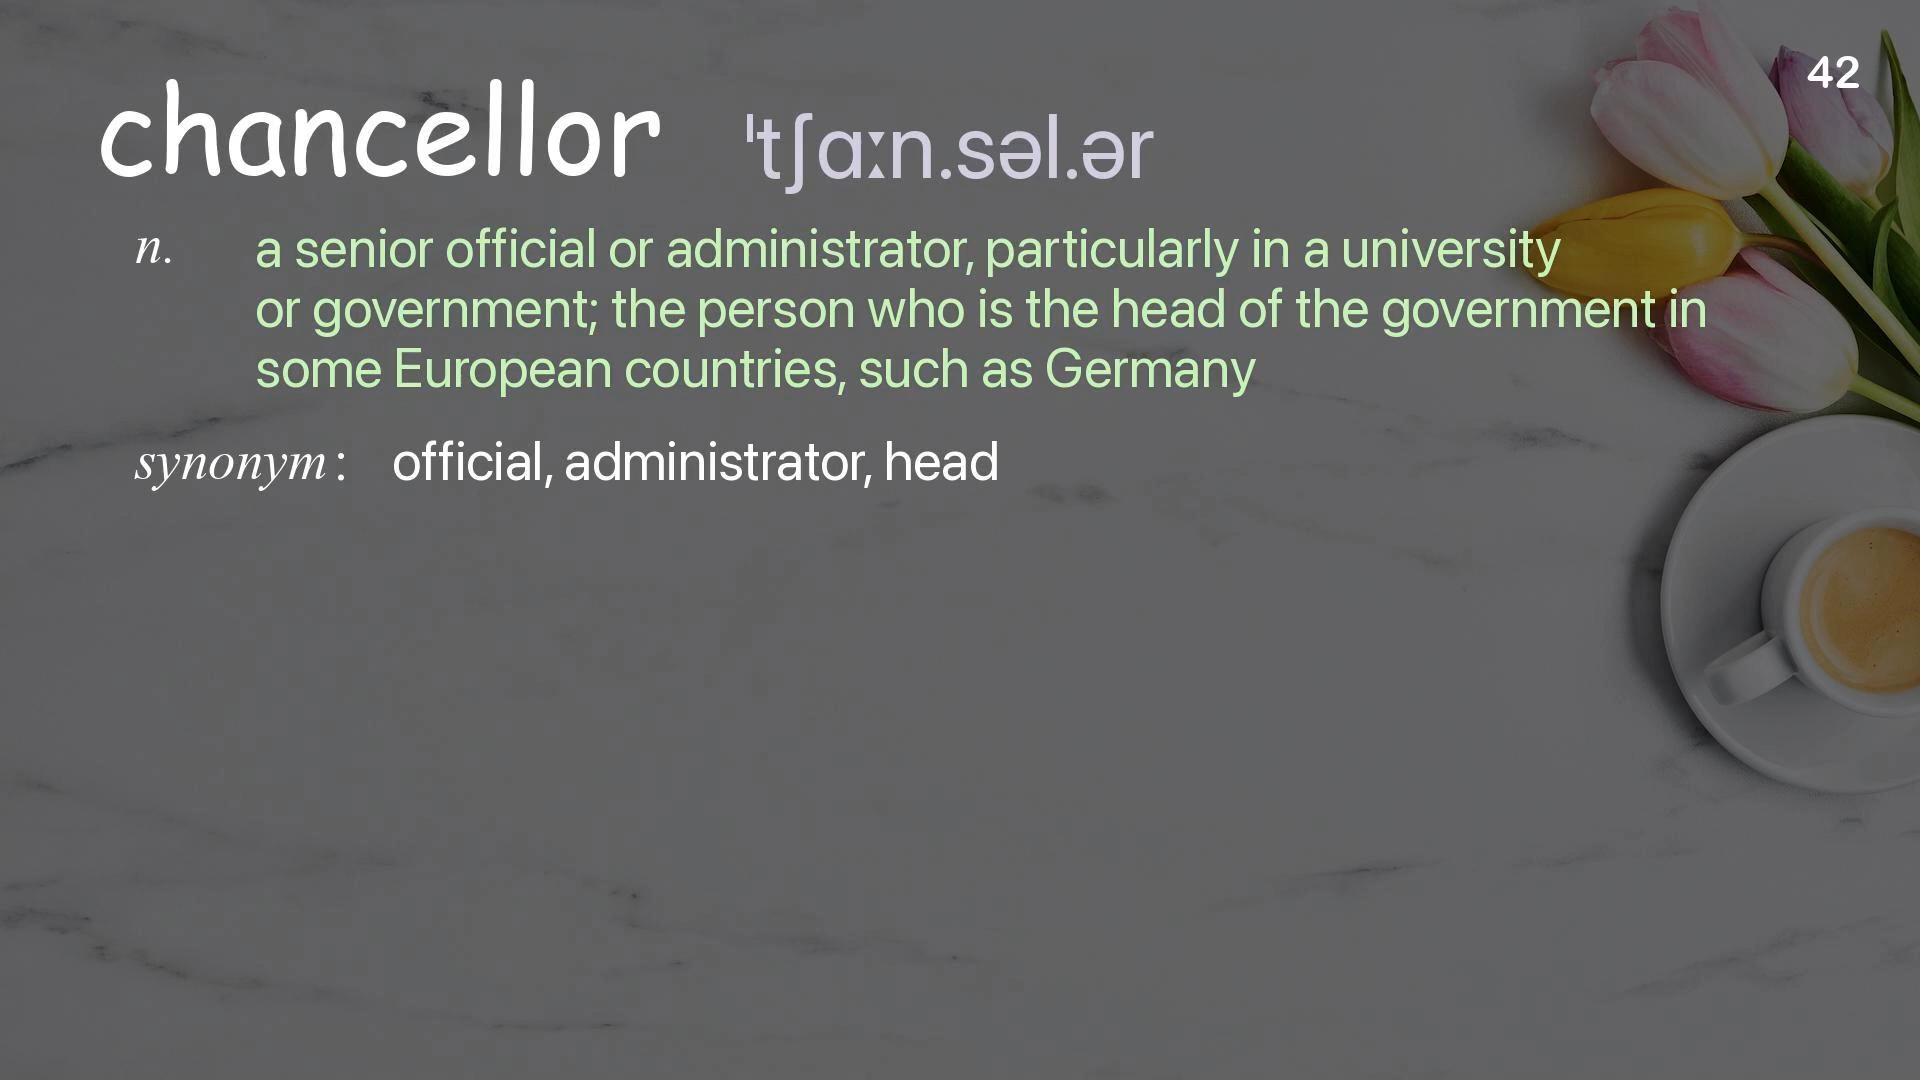 42
chancellor ˈtʃɑːn.səl.ər
n. a senior official or administrator, particularly in a university
or government; the person who is the head of the government in
some European countries, such as Germany
synonym : official, administrator, head